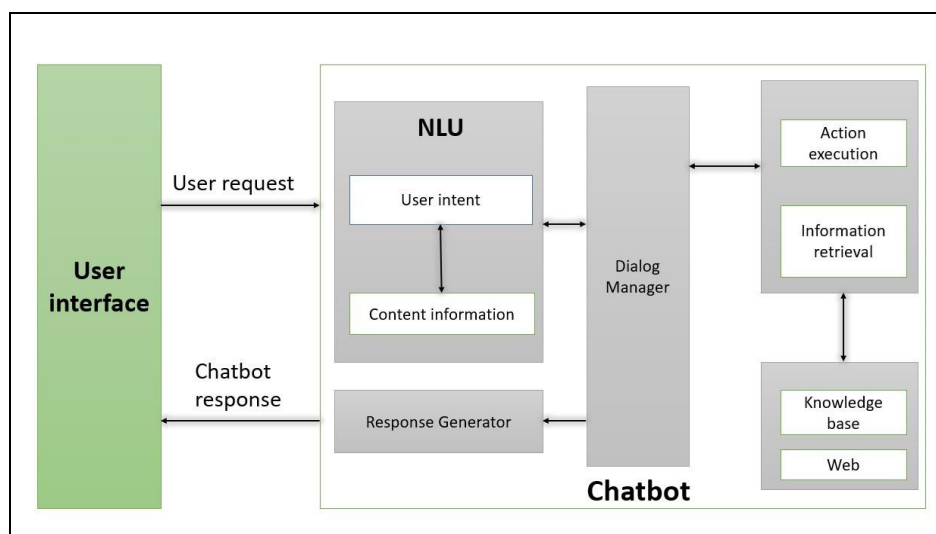 User
interface
User request
Chatbot
response
NLU
User intent
Content information
Response Generator
Dialog
Manager
Action
execution
Information
retrieval
Knowledge
base
Web
Chatbot